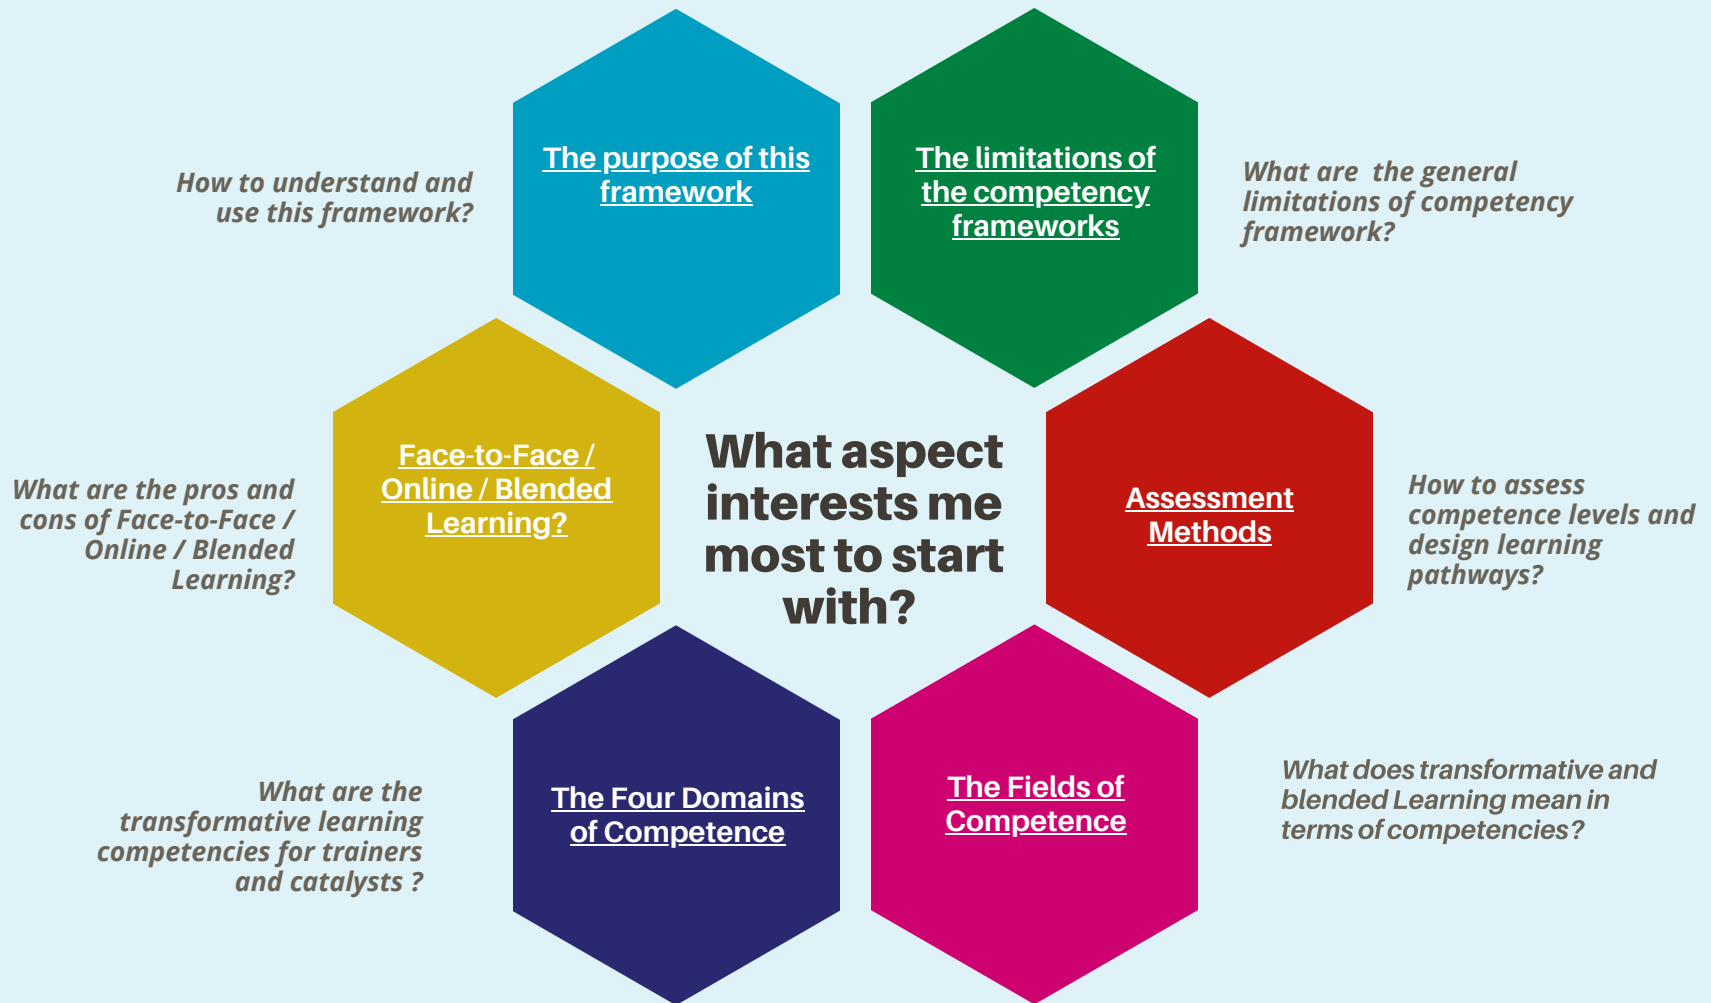 The purpose of this
framework
The limitations of
the competency
frameworks
How to understand and
use this framework?
What are  the general
limitations of competency
framework?
Face-to-Face /
Online / Blended
Learning?
What aspect
interests me
most to start
with?
Assessment
Methods
What are the pros and
cons of Face-to-Face /
Online / Blended
Learning?
How to assess
competence levels and
design learning
pathways?
The Four Domains
of Competence
The Fields of
Competence
What are the
transformative learning
competencies for trainers
and catalysts ?
What does transformative and
blended Learning mean in
terms of competencies?